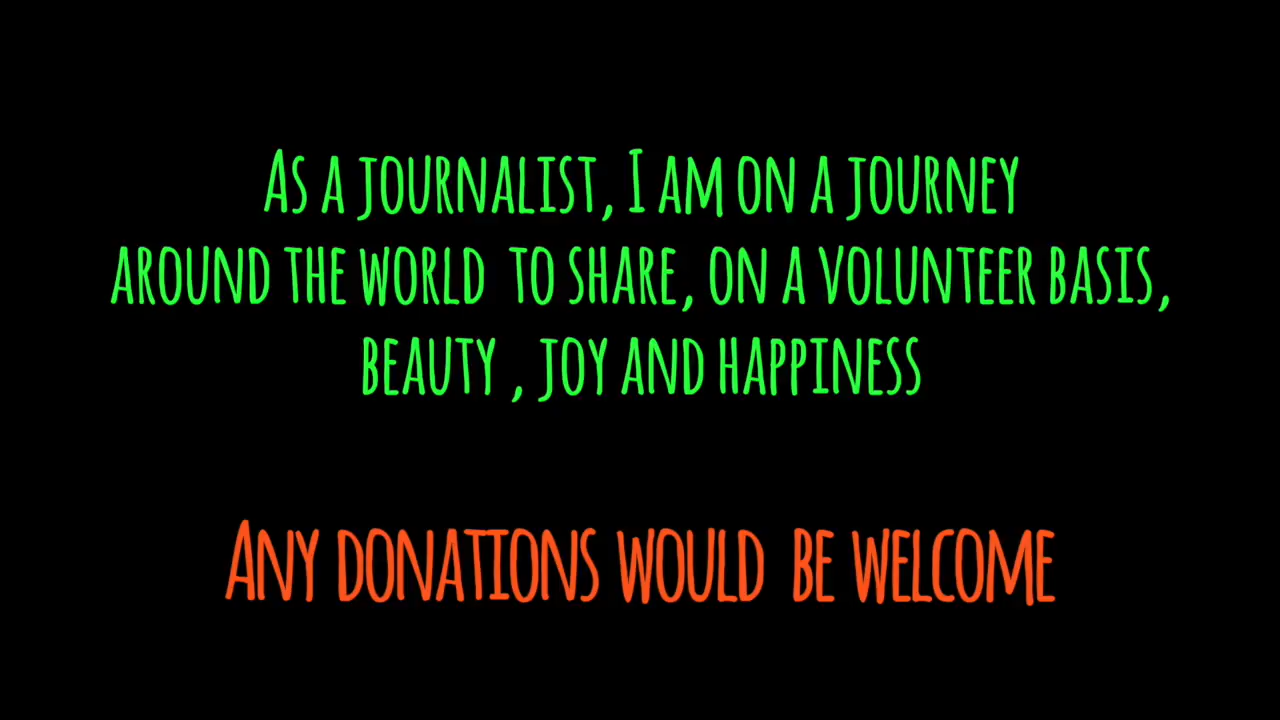 As a journalist, I am on a journey
around the world to share, on a volunteer basis,
beauty , joy and happiness
Any donations would be welcome